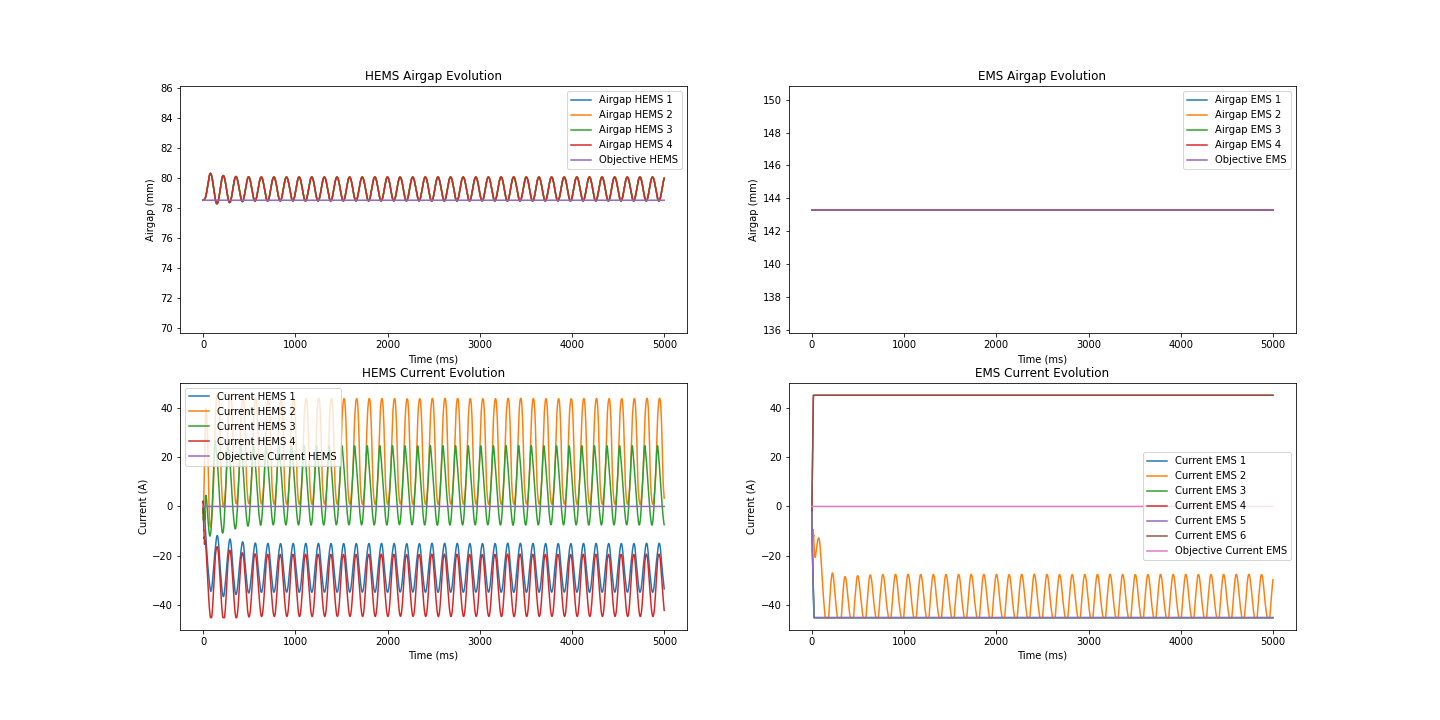 HEMS Airgap Evolution
86
84
82
80
78
76
74
72
70
Airgap (mm)
Airgap HEMS 1
Airgap HEMS 2
Airgap HEMS 3
Airgap HEMS 4
Objective HEMS
0 1000 2000 3000 4000 5000
Time (ms)
EMS Airgap Evolution
150
148
146
144
142
140
138
136
Airgap (mm)
Airgap EMS 1
Airgap EMS 2
Airgap EMS 3
Airgap EMS 4
Objective EMS
0 1000 2000 3000 4000 5000
Time (ms)
HEMS Current Evolution
40
20
0
−20
−40
Current (A)
Current HEMS 1
Current HEMS 2
Current HEMS 3
Current HEMS 4
Objective Current HEMS
0 1000 2000 3000 4000 5000
Time (ms)
EMS Current Evolution
40
20
0
−20
−40
Current (A)
Current EMS 1
Current EMS 2
Current EMS 3
Current EMS 4
Current EMS 5
Current EMS 6
Objective Current EMS
0 1000 2000 3000 4000 5000
Time (ms)